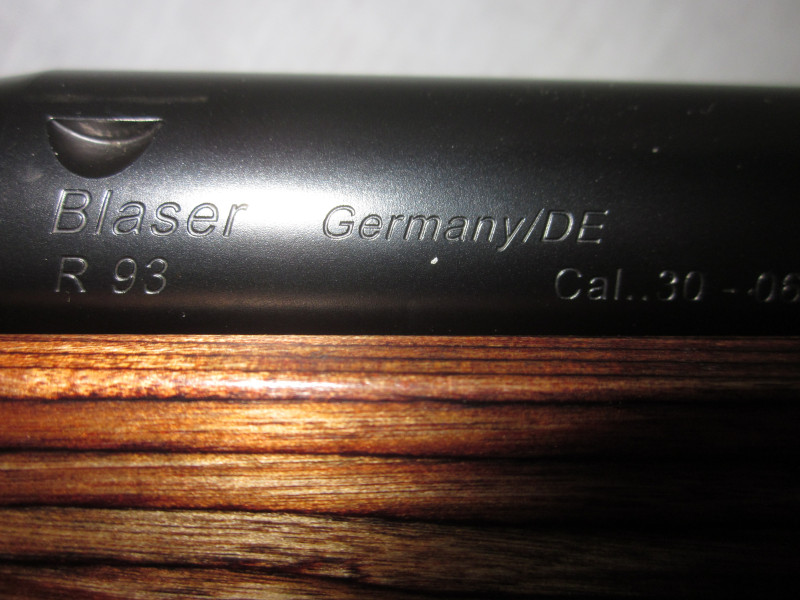 Blaser Germany/DE
R 93 Cal..30 - 06